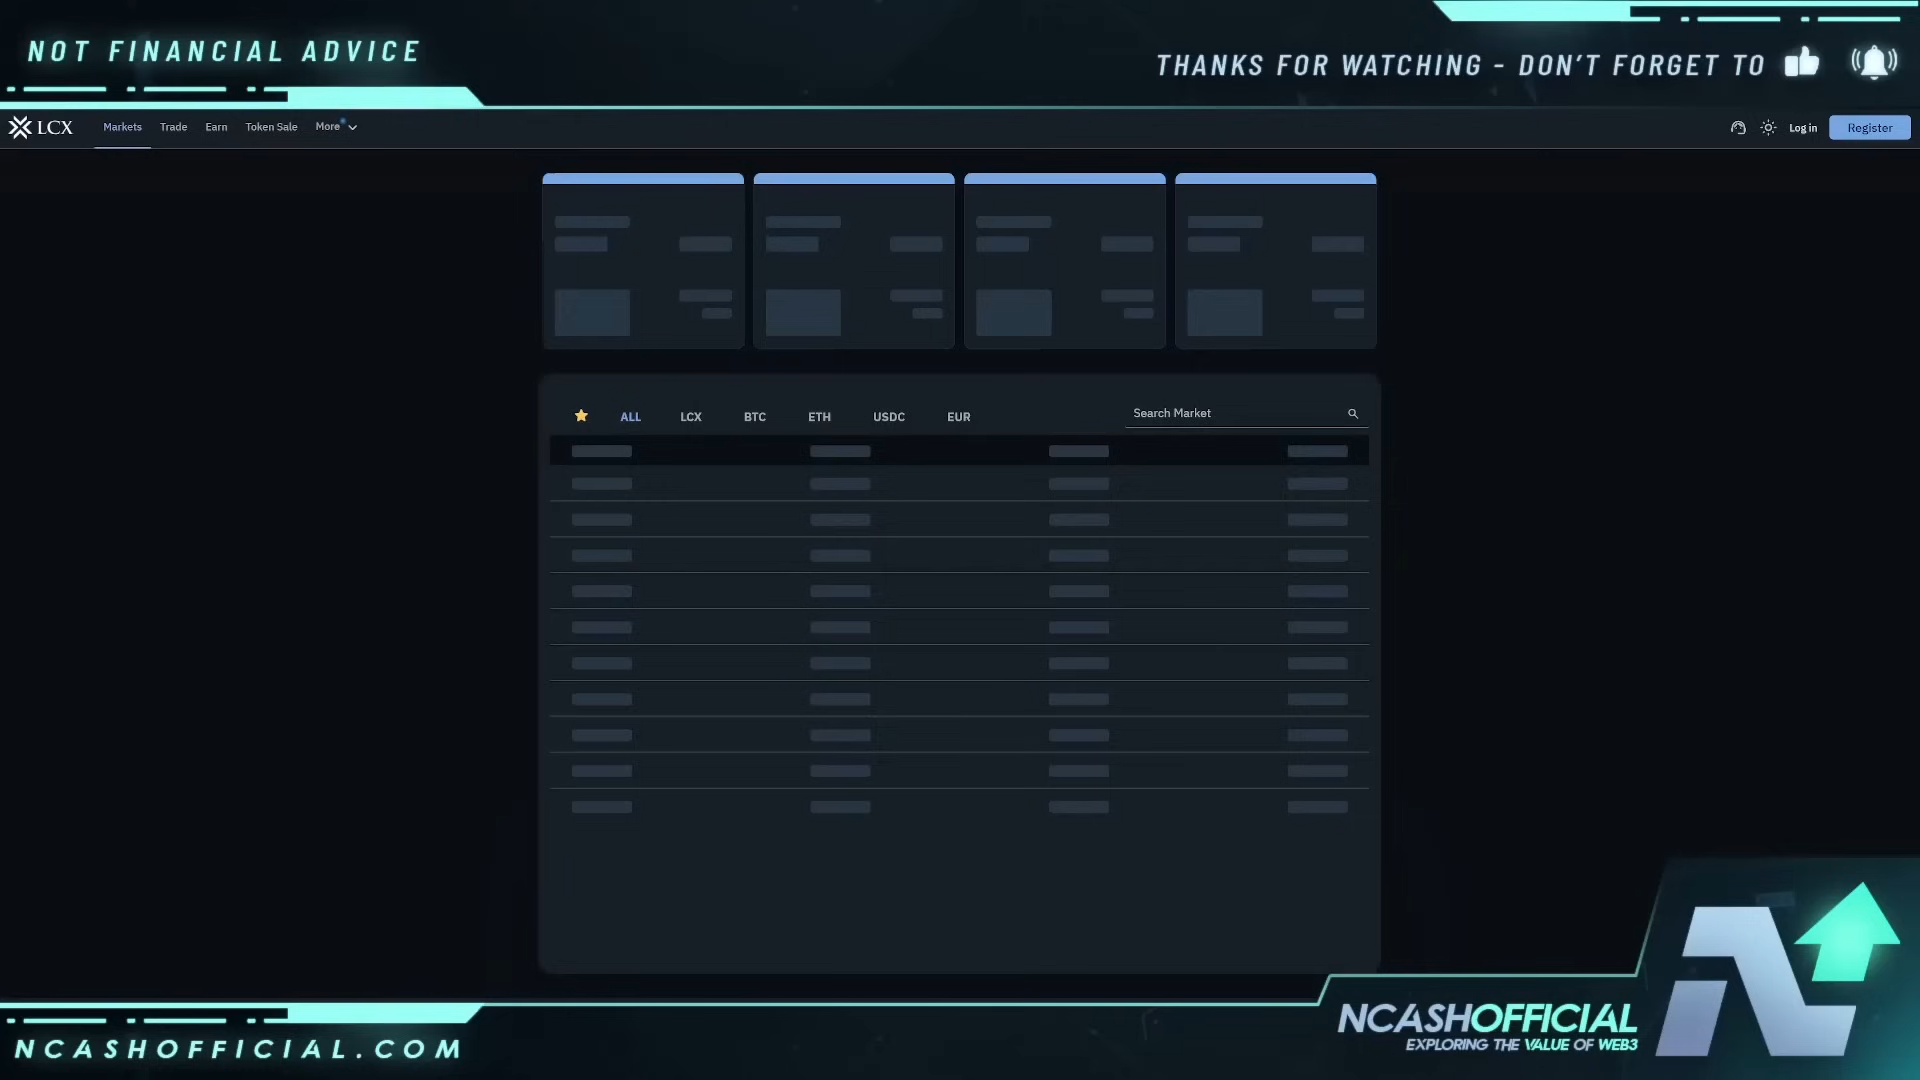 NOT FINANCIAL ADVICE
THANKS FOR WATCHING - DON'T FORGET TO
LCX
Markets
Trade
Earn
Token Sale
More
Log in
Register
ALL
LCX
BTC
ETH
USDC
EUR
Search Market
NCASHOFFICIAL
EXPLORING THE VALUE OF WEB3
NCASHOFFICIAL.COM